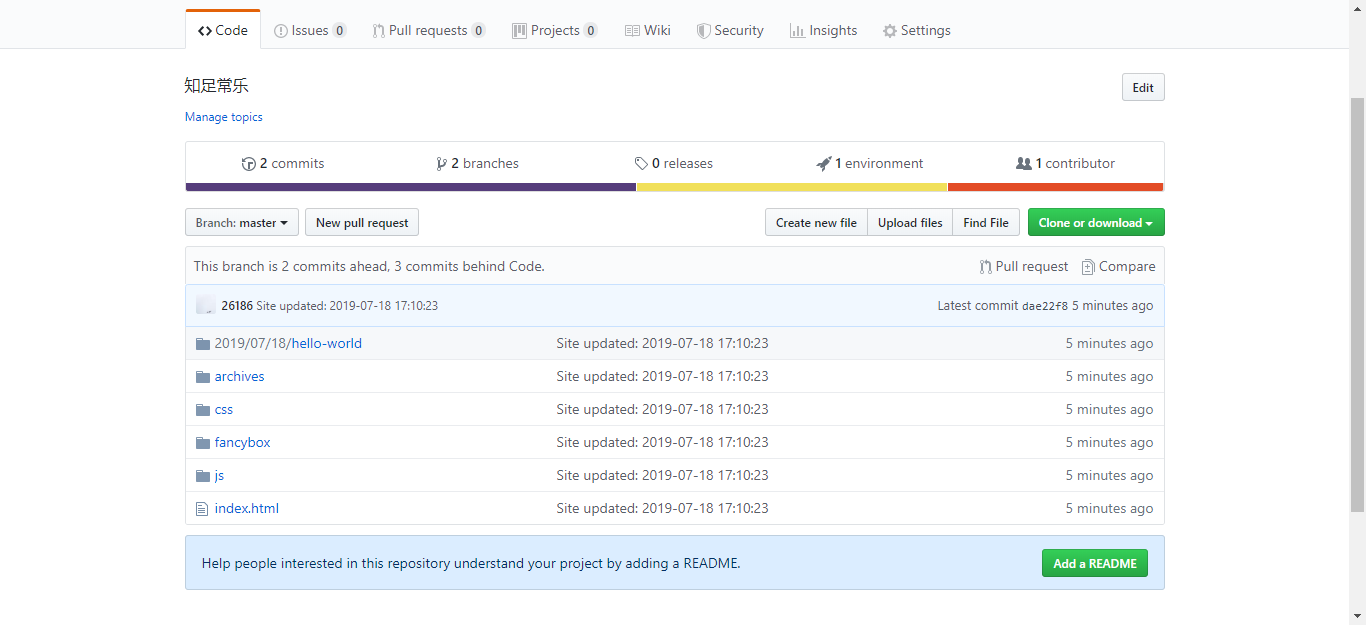 Code Issues 0 Pull requests 0 Projects 0 Wiki Security Insights Settings
知足常乐 Edit
Manage topics
2 commits 2 branches 0 releases 1 environment 1 contributor
Branch: master New pull request Create new file Upload files Find File Clone or download
This branch is 2 commits ahead, 3 commits behind Code. Pull request Compare
26186 Site updated: 2019-07-18 17:10:23 Latest commit dae22f8 5 minutes ago
2019/07/18/hello-world Site updated: 2019-07-18 17:10:23 5 minutes ago
archives Site updated: 2019-07-18 17:10:23 5 minutes ago
css Site updated: 2019-07-18 17:10:23 5 minutes ago
fancybox Site updated: 2019-07-18 17:10:23 5 minutes ago
js Site updated: 2019-07-18 17:10:23 5 minutes ago
index.html Site updated: 2019-07-18 17:10:23 5 minutes ago
Help people interested in this repository understand your project by adding a README. Add a README